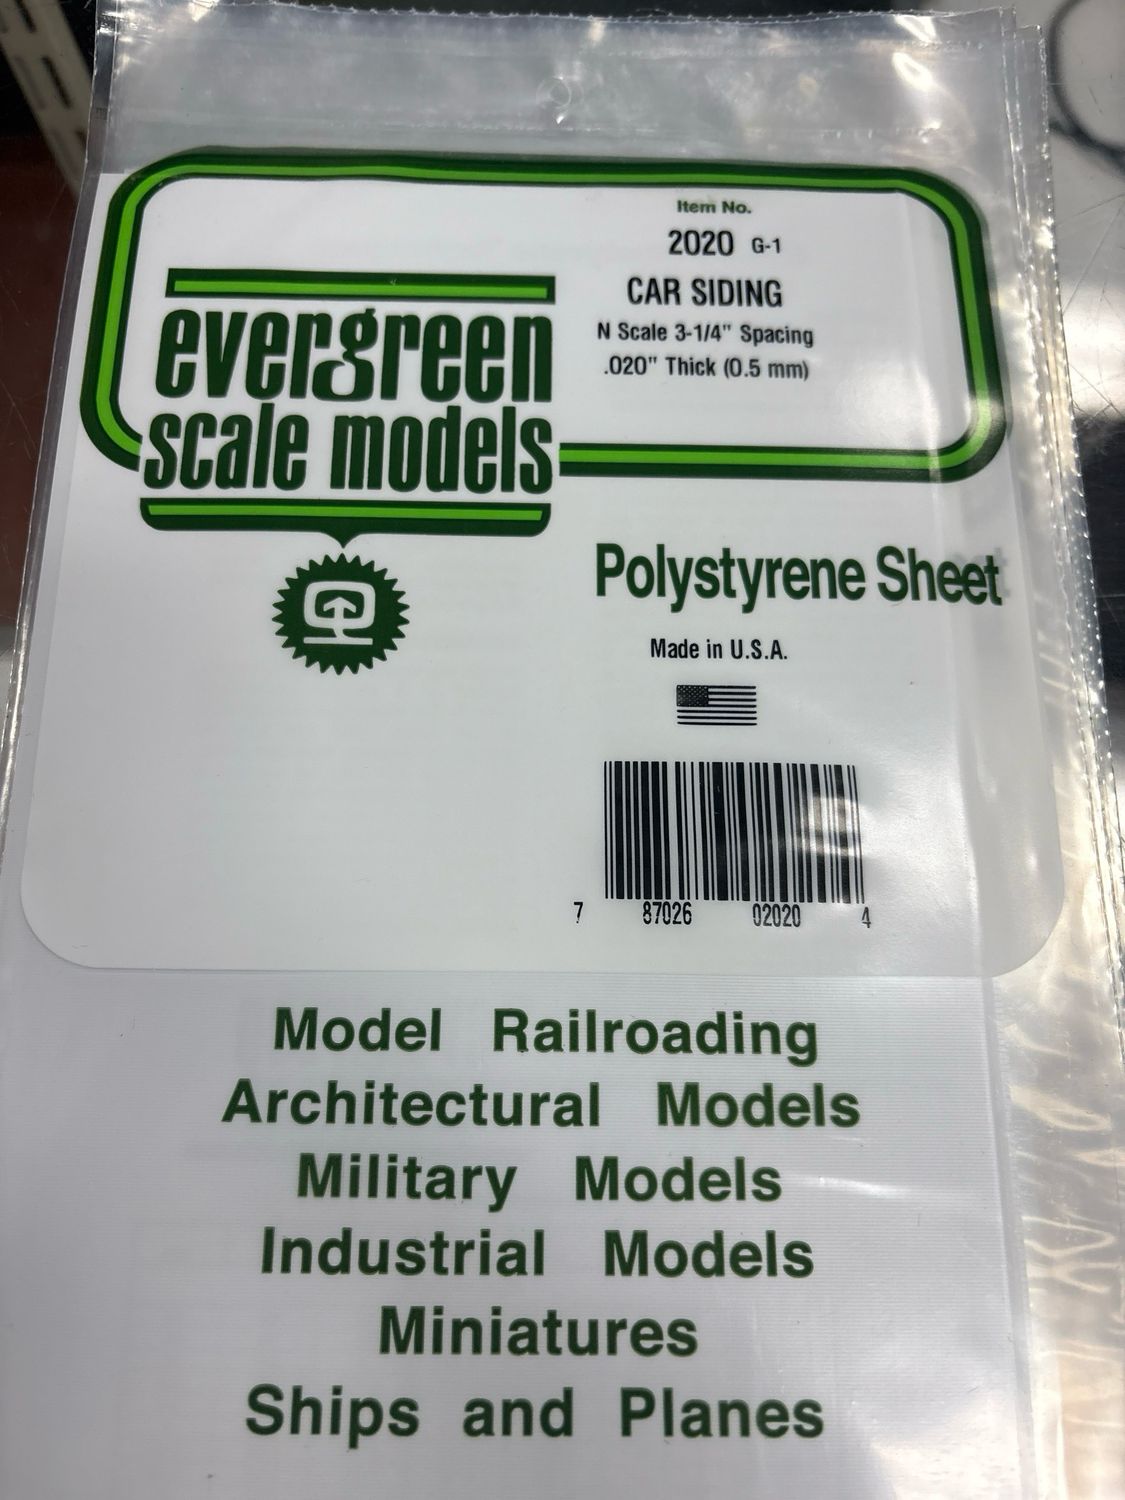 Item No.
2020 G-1
CAR SIDING
N Scale 3-1/4" Spacing
.020" Thick (0.5 mm)
evergreen
scale models
Polystyrene Sheet
Made in U.S.A.
7 87026 02020 4
Model Railroading
Architectural Models
Military Models
Industrial Models
Miniatures
Ships and Planes